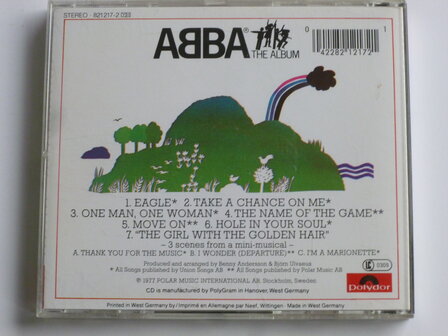 STEREO · 821 217-2 Ⓨ
ABBA®
THE ALBUM
0 1
42282 12172
1. EAGLE* 2. TAKE A CHANCE ON ME*
3. ONE MAN, ONE WOMAN* 4. THE NAME OF THE GAME**
5. MOVE ON** 6. HOLE IN YOUR SOUL*
7. "THE GIRL WITH THE GOLDEN HAIR"
– 3 scenes from a mini-musical –
A. THANK YOU FOR THE MUSIC** B. I WONDER (DEPARTURE)** C. I'M A MARIONETTE*
Produced and arranged by Benny Andersson & Björn Ulvaeus
* All Songs published by Union Songs AB. ** All Songs published by Polar Music AB
℗ 1977 POLAR MUSIC INTERNATIONAL AB, Stockholm, Sweden.
CD is manufactured by PolyGram in Hanover, West Germany
LC
0309
Polydor
Printed in West Germany by / Imprimé en Allemagne par Neef, Wittingen · Made in West Germany